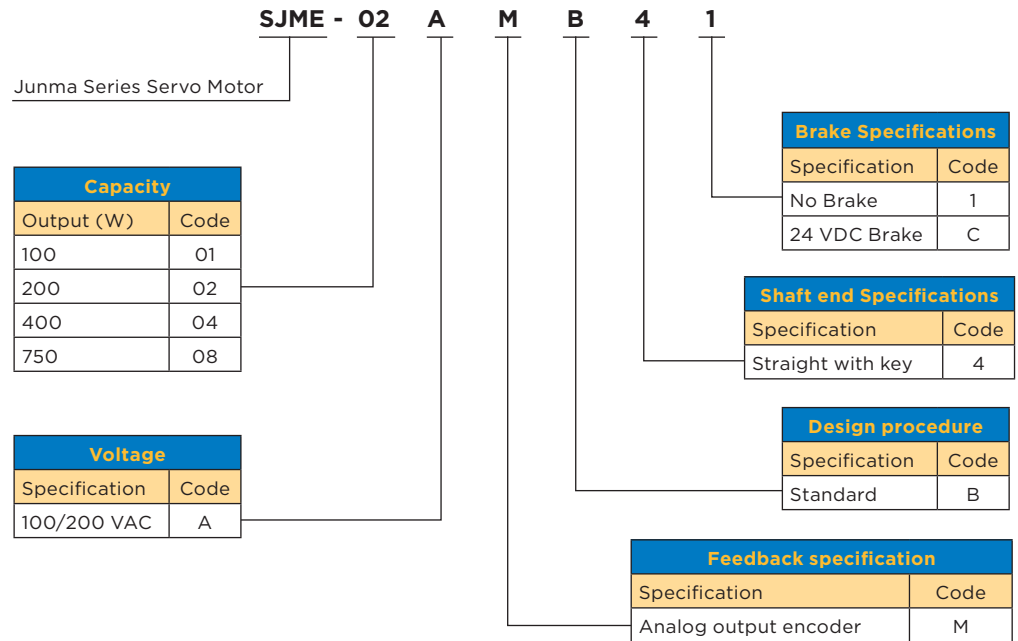 SJME - 02 A M B 4 1
Junma Series Servo Motor
Capacity
Output (W) Code
100 01
200 02
400 04
750 08
Voltage
Specification Code
100/200 VAC A
Brake Specifications
Specification Code
No Brake 1
24 VDC Brake C
Shaft end Specifications
Specification Code
Straight with key 4
Design procedure
Specification Code
Standard B
Feedback specification
Specification Code
Analog output encoder M